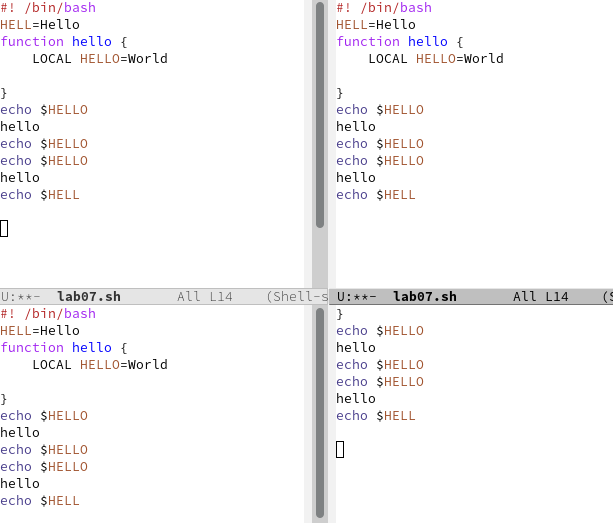 #! /bin/bash
HELL=Hello
function hello {
    LOCAL HELLO=World

}
echo $HELLO
hello
echo $HELLO
echo $HELLO
hello
echo $HELL
U:**-  lab07.sh       All L14    (Shell-s
#! /bin/bash
HELL=Hello
function hello {
    LOCAL HELLO=World

}
echo $HELLO
hello
echo $HELLO
echo $HELLO
hello
echo $HELL
U:**-  lab07.sh       All L14    (S
#! /bin/bash
HELL=Hello
function hello {
    LOCAL HELLO=World

}
echo $HELLO
hello
echo $HELLO
echo $HELLO
hello
echo $HELL
}
echo $HELLO
hello
echo $HELLO
echo $HELLO
hello
echo $HELL